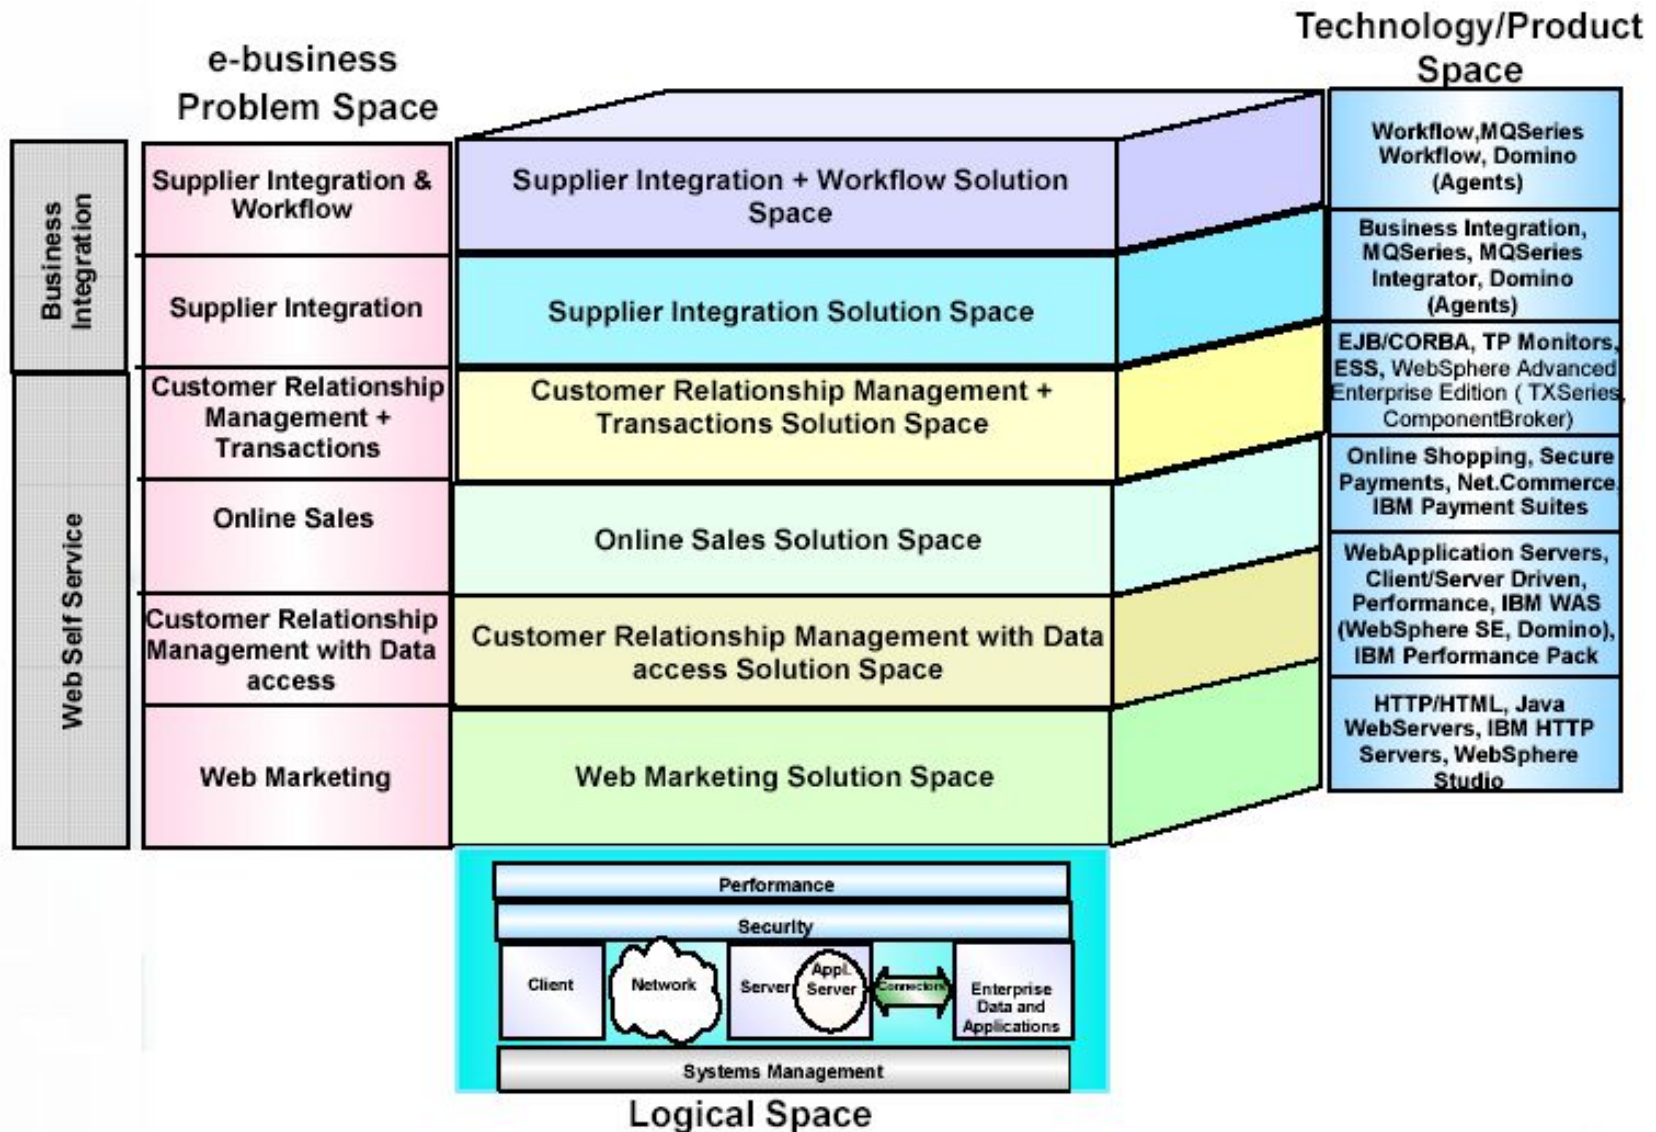 e-business
Problem Space
Technology/Product
Space
Business
Integration
Web Self Service
Supplier Integration &
Workflow
Supplier Integration
Customer Relationship
Management +
Transactions
Online Sales
Customer Relationship
Management with Data
access
Web Marketing
Supplier Integration + Workflow Solution
Space
Supplier Integration Solution Space
Customer Relationship Management +
Transactions Solution Space
Online Sales Solution Space
Customer Relationship Management with Data
access Solution Space
Web Marketing Solution Space
Workflow,MQSeries
Workflow, Domino
(Agents)
Business Integration,
MQSeries, MQSeries
Integrator, Domino
(Agents)
EJB/CORBA, TP Monitors,
ESS, WebSphere Advanced
Enterprise Edition ( TXSeries,
ComponentBroker)
Online Shopping, Secure
Payments, Net.Commerce,
IBM Payment Suites
WebApplication Servers,
Client/Server Driven,
Performance, IBM WAS
(WebSphere SE, Domino),
IBM Performance Pack
HTTP/HTML, Java
WebServers, IBM HTTP
Servers, WebSphere
Studio
Performance
Security
Client
Network
Server
Appl.
Server
Connectors
Enterprise
Data and
Applications
Systems Management
Logical Space